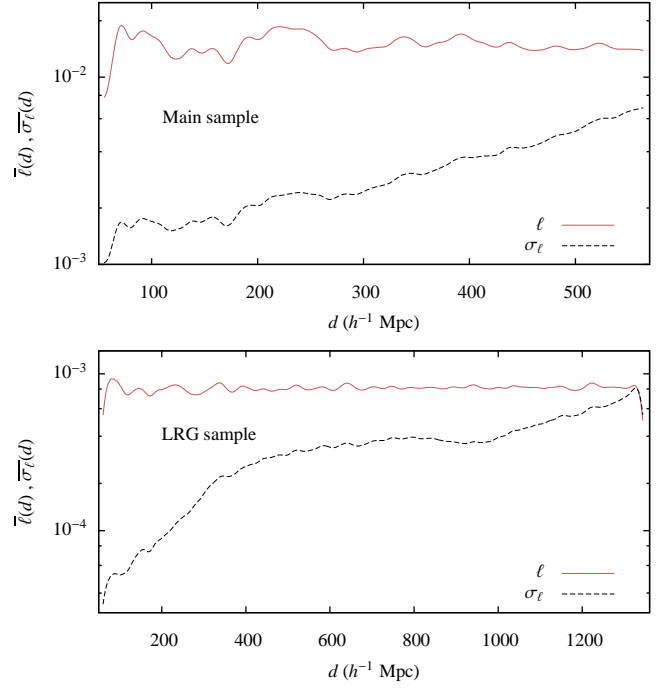 10⁻²
10⁻³
ℓ̅(d) , σ̅ℓ̅(d)
Main sample
ℓ
σℓ
100 200 300 400 500
d (h⁻¹ Mpc)
10⁻³
10⁻⁴
ℓ̅(d) , σ̅ℓ̅(d)
LRG sample
ℓ
σℓ
200 400 600 800 1000 1200
d (h⁻¹ Mpc)